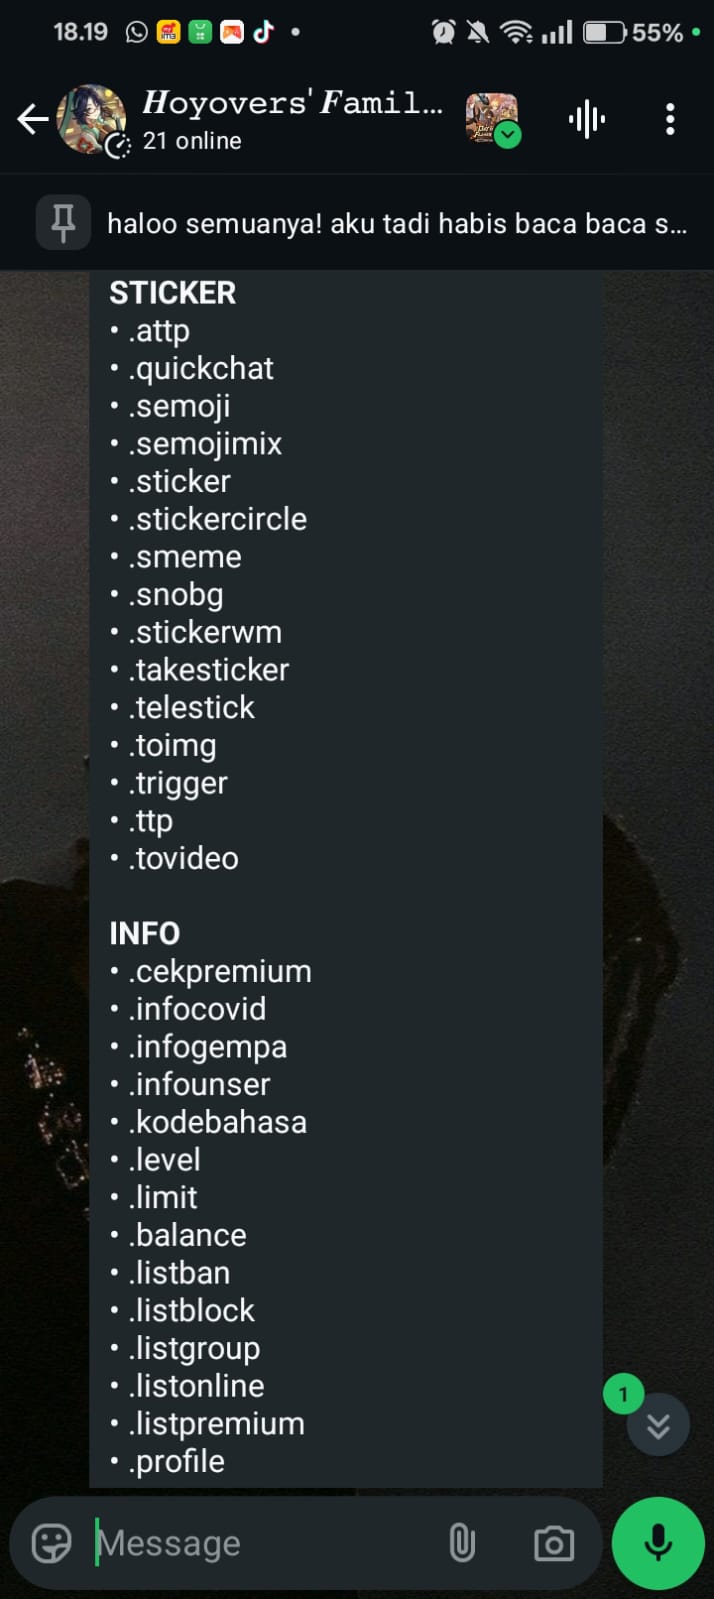 18.19
55%
Hoyovers' Famil...
21 online
haloo semuanya! aku tadi habis baca baca s...
STICKER
• .attp
• .quickchat
• .semoji
• .semojimix
• .sticker
• .stickercircle
• .smeme
• .snobg
• .stickerwm
• .takesticker
• .telestick
• .toimg
• .trigger
• .ttp
• .tovideo
INFO
• .cekpremium
• .infocovid
• .infogempa
• .infounser
• .kodebahasa
• .level
• .limit
• .balance
• .listban
• .listblock
• .listgroup
• .listonline
• .listpremium
• .profile
1
Message